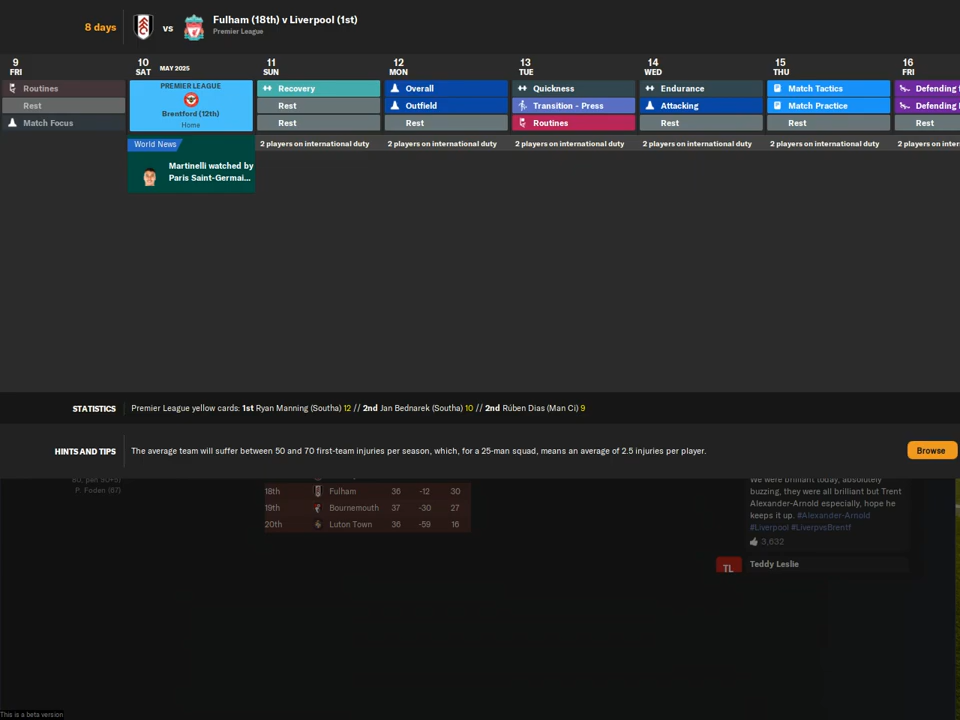 8 days
vs
Fulham (18th) v Liverpool (1st)
Premier League
9
FRI
10
SAT
MAY 2025
11
SUN
12
MON
13
TUE
14
WED
15
THU
16
FRI
Routines
Rest
Match Focus
PREMIER LEAGUE
Brentford (12th)
Home
Recovery
Rest
Rest
Overall
Outfield
Rest
Quickness
Transition - Press
Routines
Endurance
Attacking
Rest
Match Tactics
Match Practice
Rest
Defending
Defending
Rest
World News
Martinelli watched by
Paris Saint-Germai...
2 players on international duty
2 players on international duty
2 players on international duty
2 players on international duty
2 players on international duty
2 players on inter
STATISTICS
Premier League yellow cards: 1st Ryan Manning (Southa) 12 // 2nd Jan Bednarek (Southa) 10 // 2nd Rúben Dias (Man Ci) 9
HINTS AND TIPS
The average team will suffer between 50 and 70 first-team injuries per season, which, for a 25-man squad, means an average of 2.5 injuries per player.
Browse
P. Foden (67)
18th Fulham 36 -12 30
19th Bournemouth 37 -30 27
20th Luton Town 36 -59 16
We were brilliant today, absolutely
buzzing, they were all brilliant but Trent
Alexander-Arnold especially, hope he
keeps it up. #Alexander-Arnold
#Liverpool #LiverpvsBrentf
3,632
TL
Teddy Leslie
This is a beta version